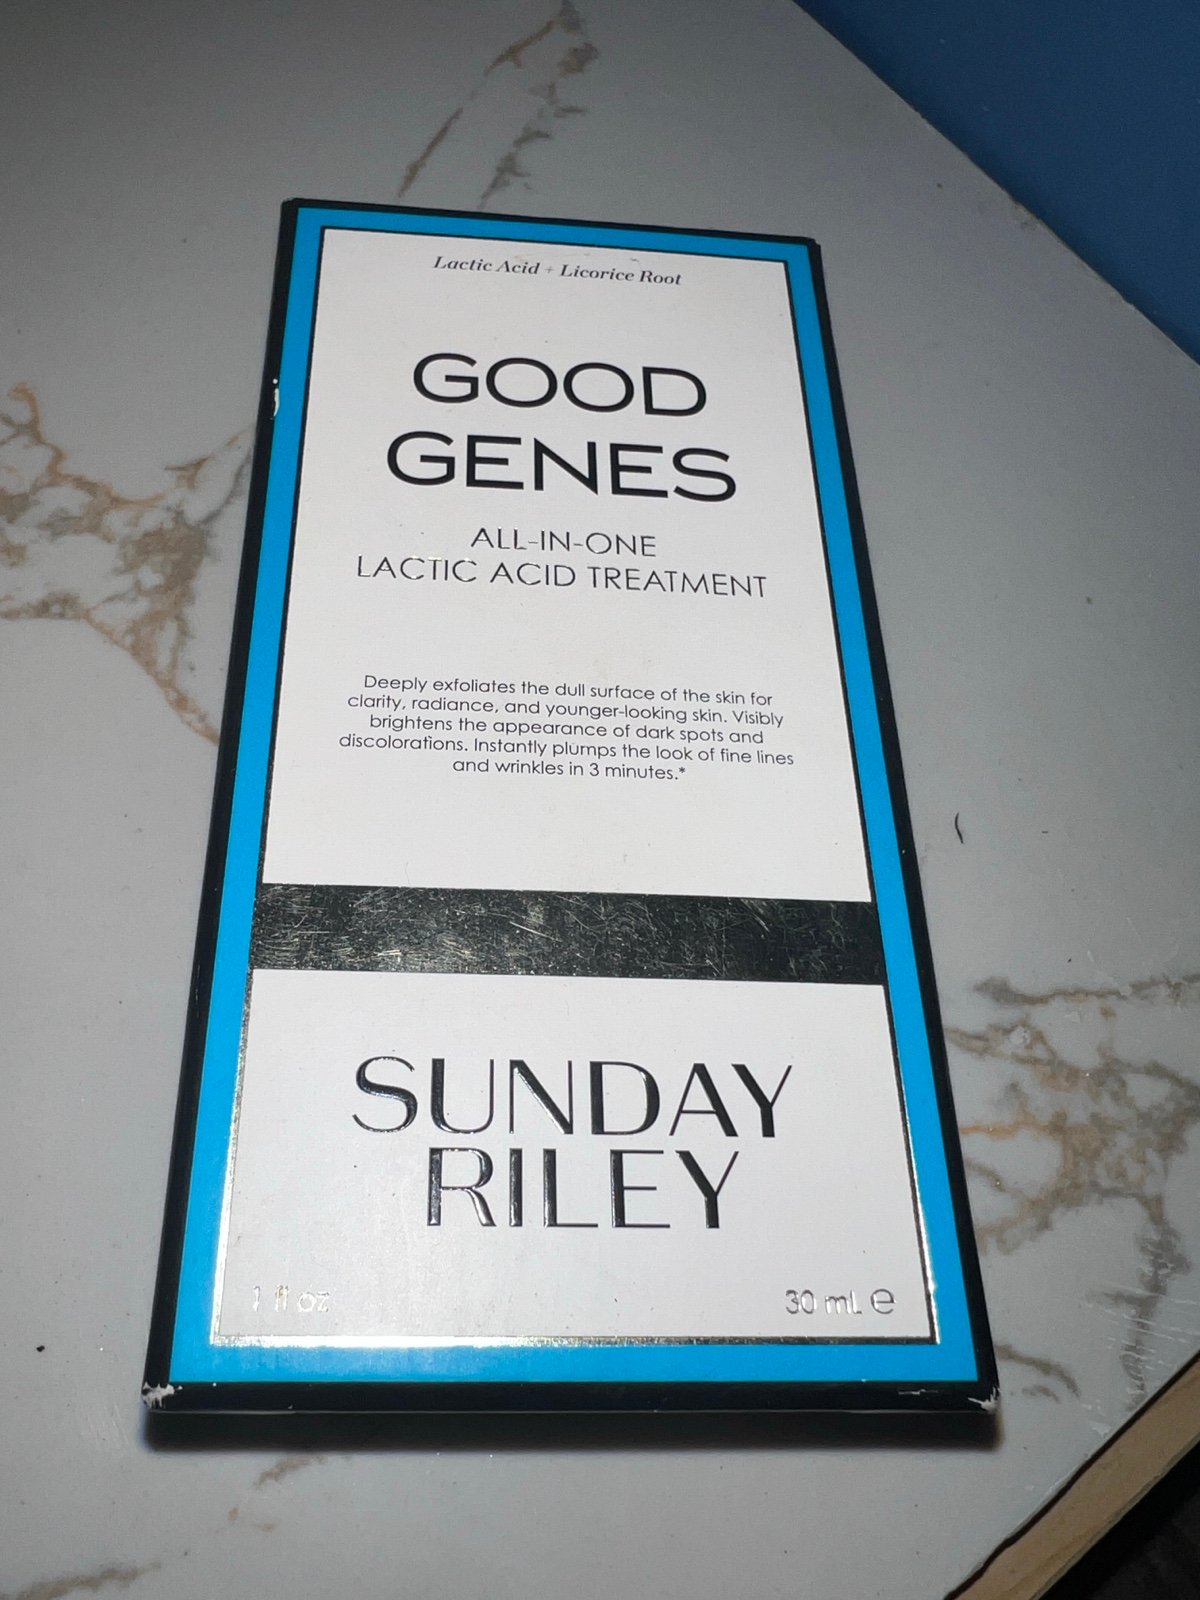 Lactic Acid + Licorice Root
GOOD
GENES
ALL-IN-ONE
LACTIC ACID TREATMENT
Deeply exfoliates the dull surface of the skin for
clarity, radiance, and younger-looking skin. Visibly
brightens the appearance of dark spots and
discolorations. Instantly plumps the look of fine lines
and wrinkles in 3 minutes.*
SUNDAY
RILEY
1 fl oz
30 mL ℮